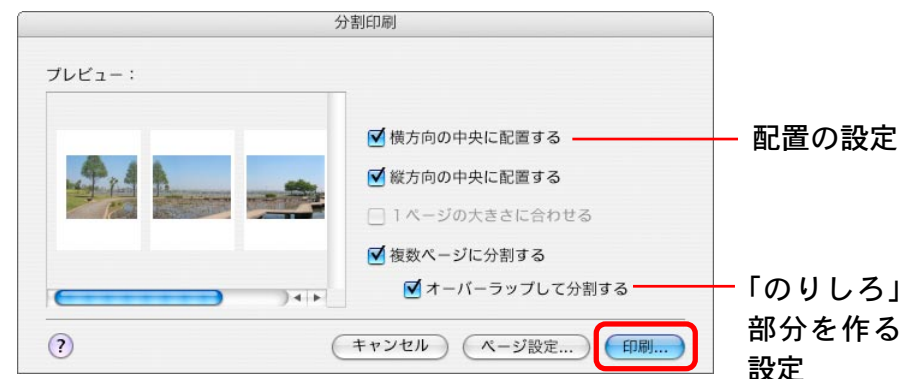 分割印刷
プレビュー：
横方向の中央に配置する
配置の設定
縦方向の中央に配置する
1ページの大きさに合わせる
複数ページに分割する
オーバーラップして分割する
「のりしろ」
部分を作る
設定
?
キャンセル
ページ設定...
印刷...